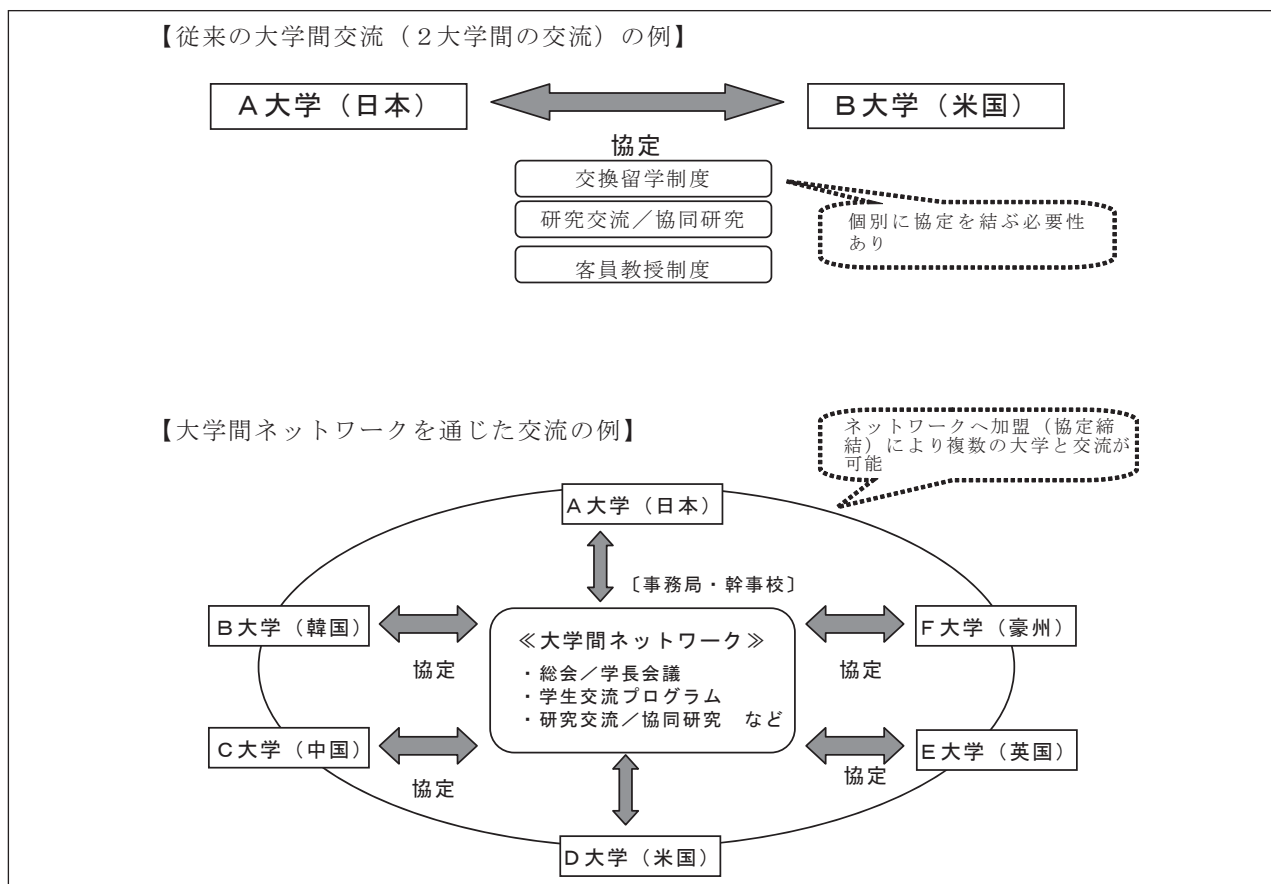 【従来の大学間交流（２大学間の交流）の例】
Ａ大学（日本）
Ｂ大学（米国）
協定
交換留学制度
研究交流／協同研究
客員教授制度
個別に協定を結ぶ必要性
あり
【大学間ネットワークを通じた交流の例】
ネットワークへ加盟（協定締
結）により複数の大学と交流が
可能
Ａ大学（日本）
〔事務局・幹事校〕
Ｂ大学（韓国）
協定
≪大学間ネットワーク≫
・総会／学長会議
・学生交流プログラム
・研究交流／協同研究　など
Ｆ大学（豪州）
協定
Ｃ大学（中国）
協定
Ｅ大学（英国）
協定
Ｄ大学（米国）